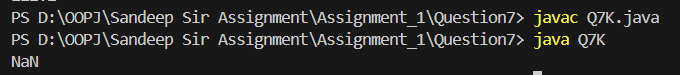 PS D:\OOPJ\Sandeep Sir Assignment\Assignment_1\Question7> javac Q7K.java
PS D:\OOPJ\Sandeep Sir Assignment\Assignment_1\Question7> java Q7K
NaN